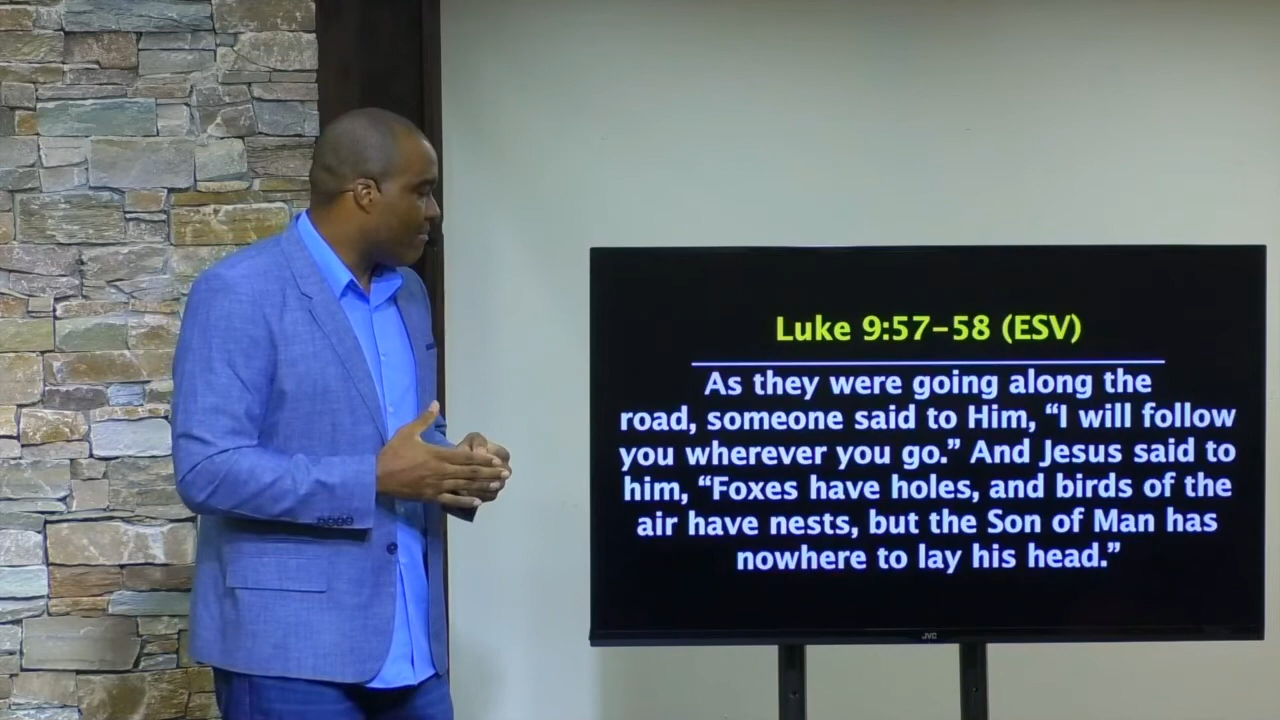 Luke 9:57–58 (ESV)
As they were going along the
road, someone said to Him, “I will follow
you wherever you go.” And Jesus said to
him, “Foxes have holes, and birds of the
air have nests, but the Son of Man has
nowhere to lay his head.”
JVC